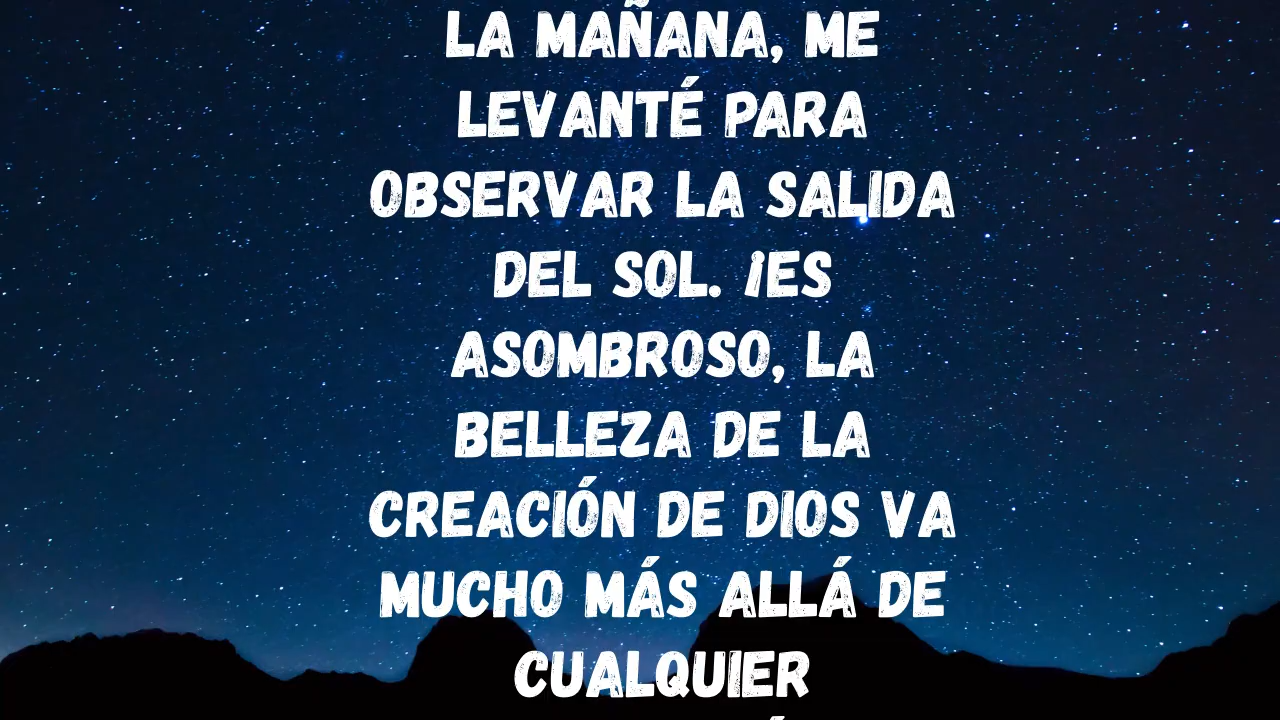 LA MAÑANA, ME
LEVANTÉ PARA
OBSERVAR LA SALIDA
DEL SOL. ¡ES
ASOMBROSO, LA
BELLEZA DE LA
CREACIÓN DE DIOS VA
MUCHO MÁS ALLÁ DE
CUALQUIER